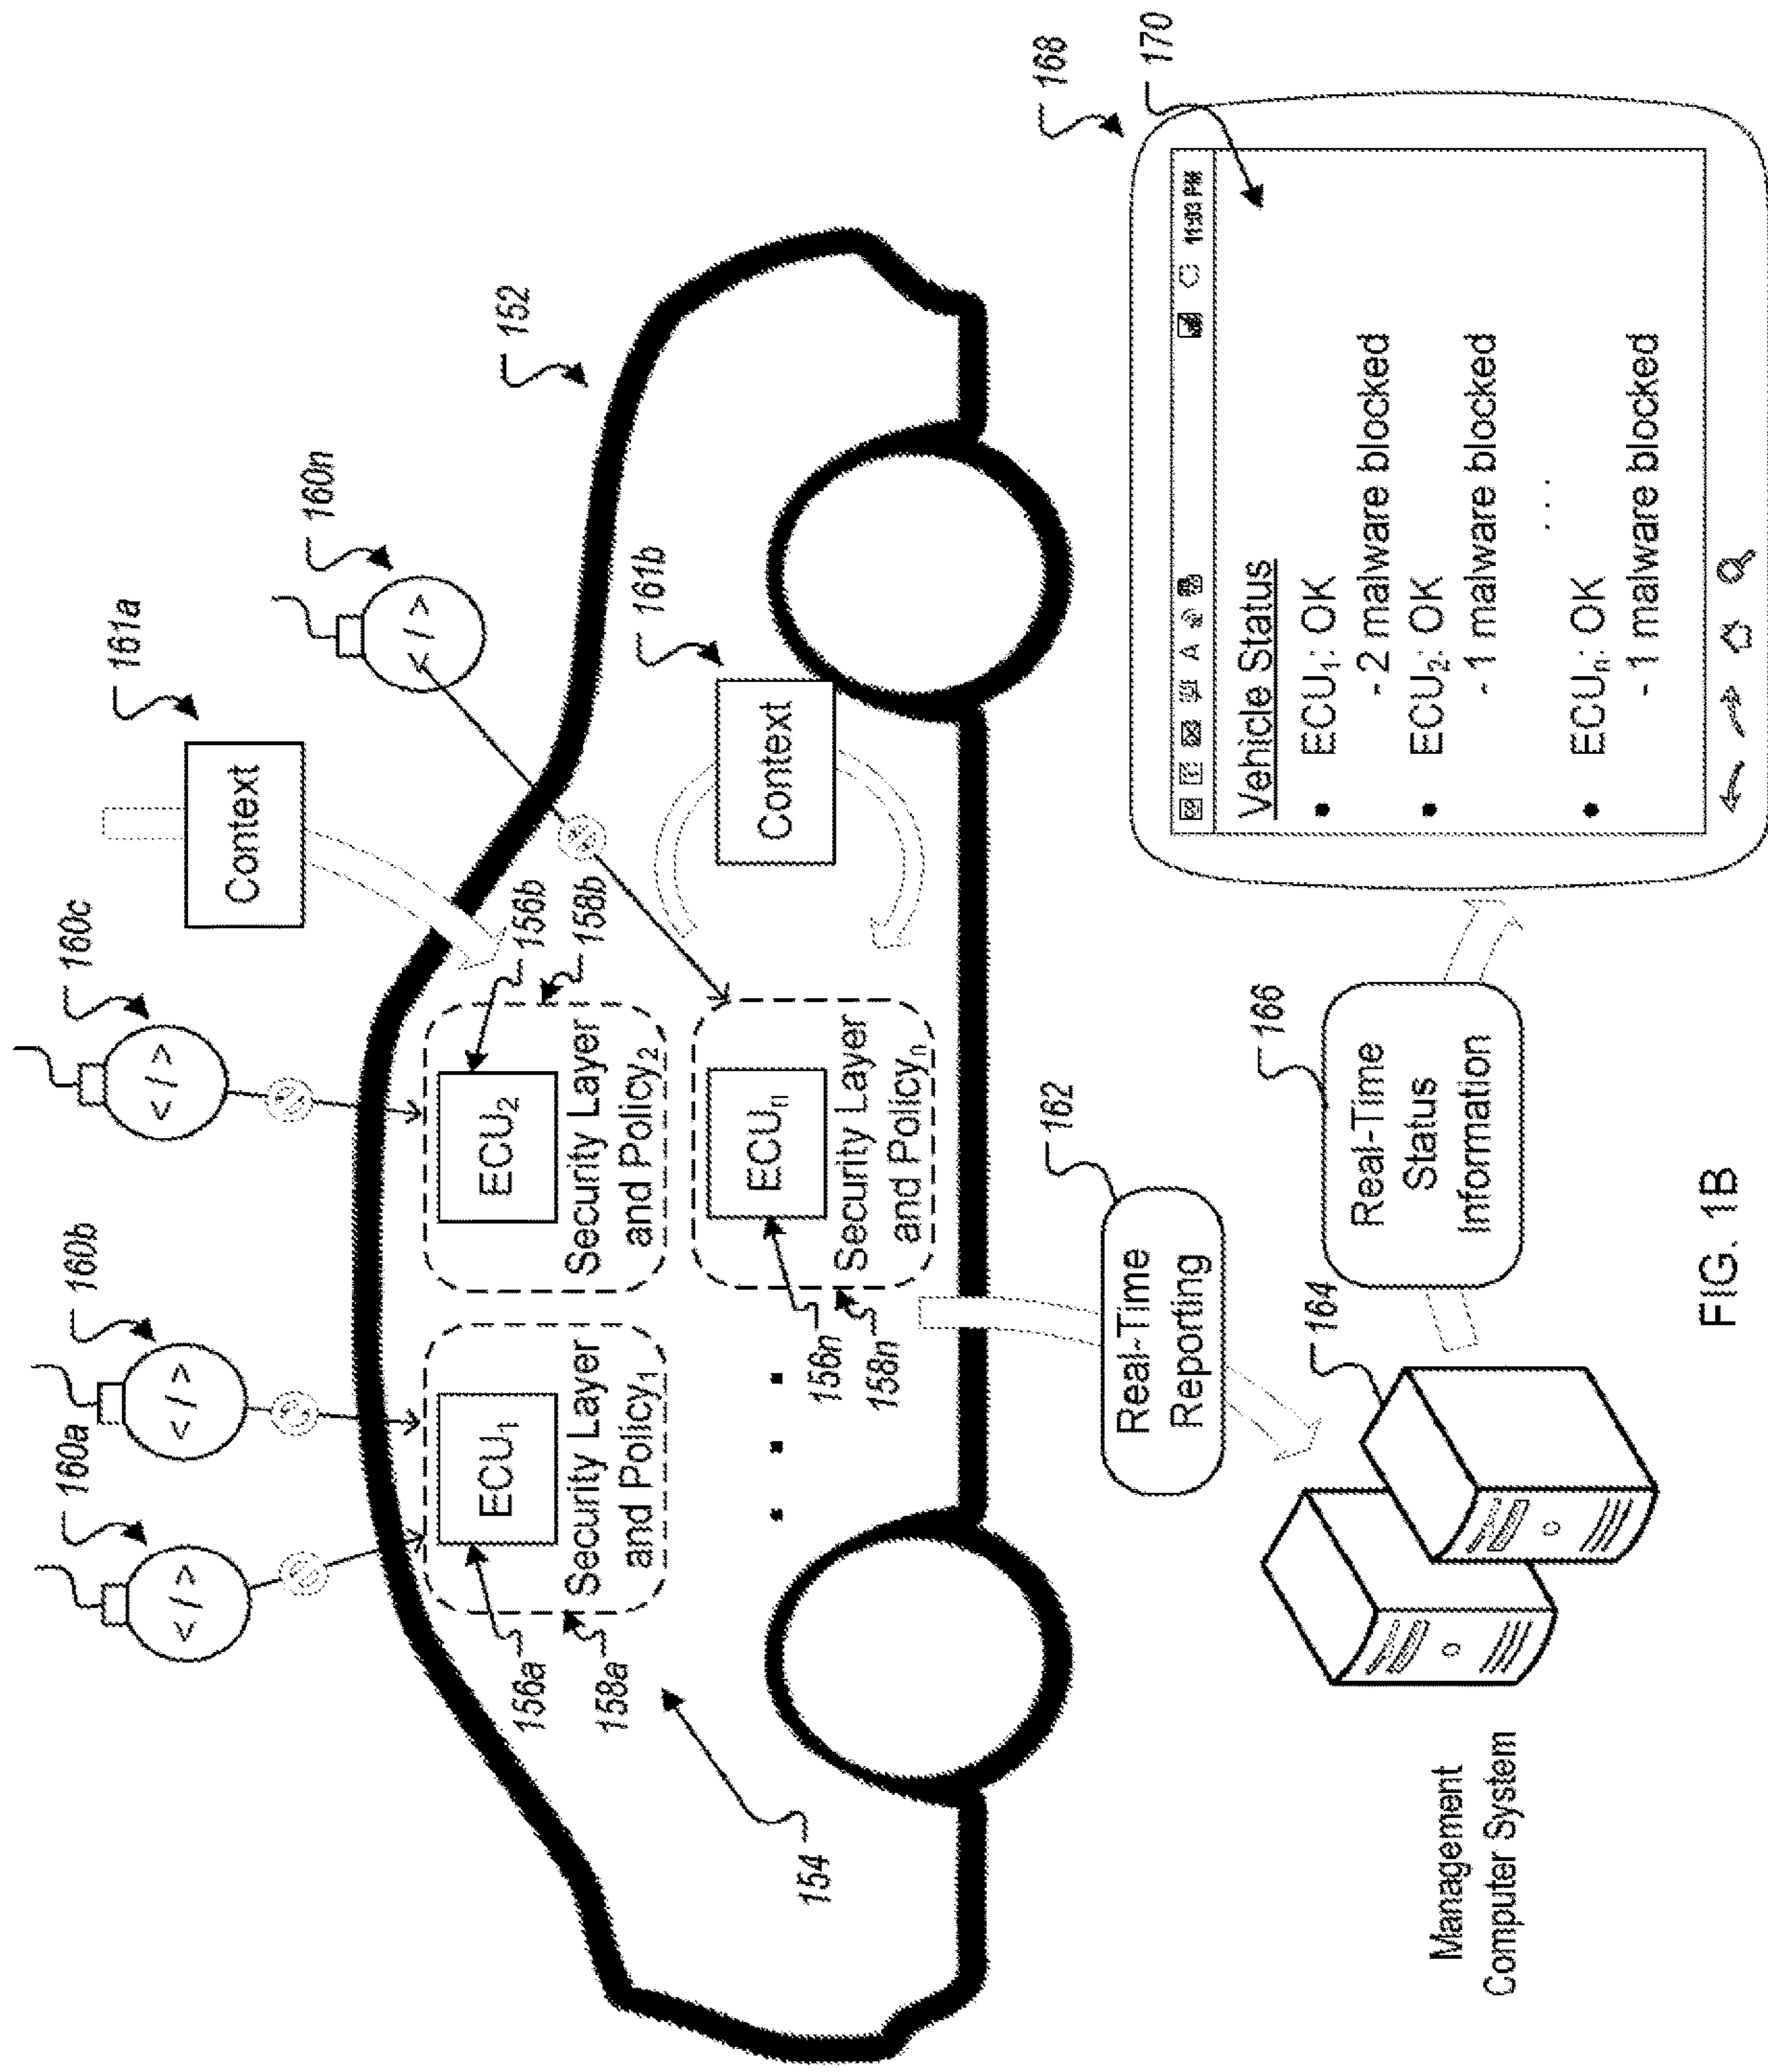 160a
160b
160c
161a
Context
160n
152
ECU1
Security Layer
and Policy1
156a
158a
ECU2
Security Layer
and Policy2
156b
158b
154
. . .
ECUn
Security Layer
and Policyn
156n
158n
Context
161b
Real-Time
Reporting
162
Management
Computer System
164
Real-Time
Status
Information
166
168
170
11:03 PM
Vehicle Status
• ECU1: OK
- 2 malware blocked
• ECU2: OK
- 1 malware blocked
. . .
• ECUn: OK
- 1 malware blocked
< / >
< / >
< / >
< / >
FIG. 1B